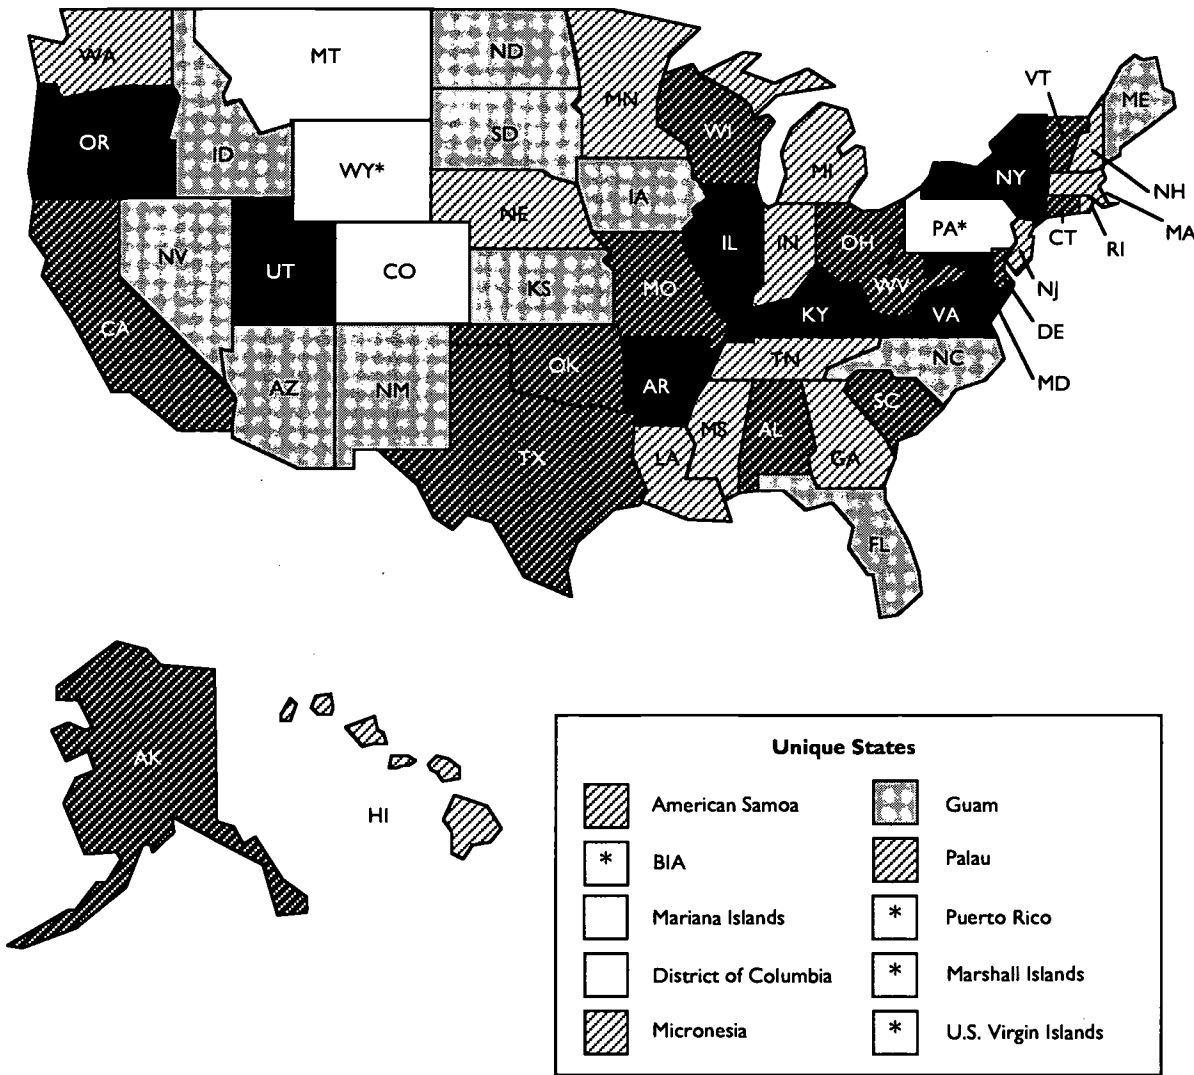 WA
MT
ND
MN
VT
ME
OR
ID
SD
WI
WY*
MI
NY
NH
IA
NE
MA
PA*
CT
RI
NV
UT
CO
IL
IN
OH
KS
MO
WV
NJ
CA
KY
VA
DE
OK
TN
NC
MD
AZ
NM
AR
SC
MS
AL
TX
LA
GA
FL
AK
HI
Unique States
American Samoa
Guam
* BIA
Palau
Mariana Islands
* Puerto Rico
District of Columbia
* Marshall Islands
Micronesia
* U.S. Virgin Islands